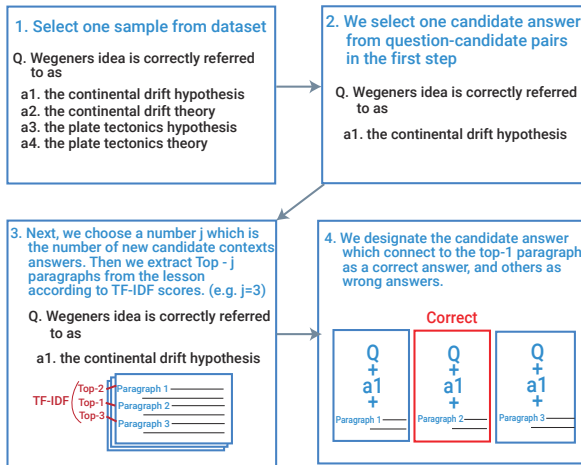 1. Select one sample from dataset
Q. Wegeners idea is correctly referred
to as
a1. the continental drift hypothesis
a2. the continental drift theory
a3. the plate tectonics hypothesis
a4. the plate tectonics theory
2. We select one candidate answer
from question-candidate pairs
in the first step
Q. Wegeners idea is correctly referred
to as
a1. the continental drift hypothesis
3. Next, we choose a number j which is
the number of new candidate contexts
answers. Then we extract Top - j
paragraphs from the lesson
according to TF-IDF scores. (e.g. j=3)
Q. Wegeners idea is correctly referred
to as
a1. the continental drift hypothesis
TF-IDF
Top-2 Paragraph 1
Top-1 Paragraph 2
Top-3 Paragraph 3
4. We designate the candidate answer
which connect to the top-1 paragraph
as a correct answer, and others as
wrong answers.
Correct
Q
+
a1
+
Paragraph 1
Q
+
a1
+
Paragraph 2
Q
+
a1
+
Paragraph 3